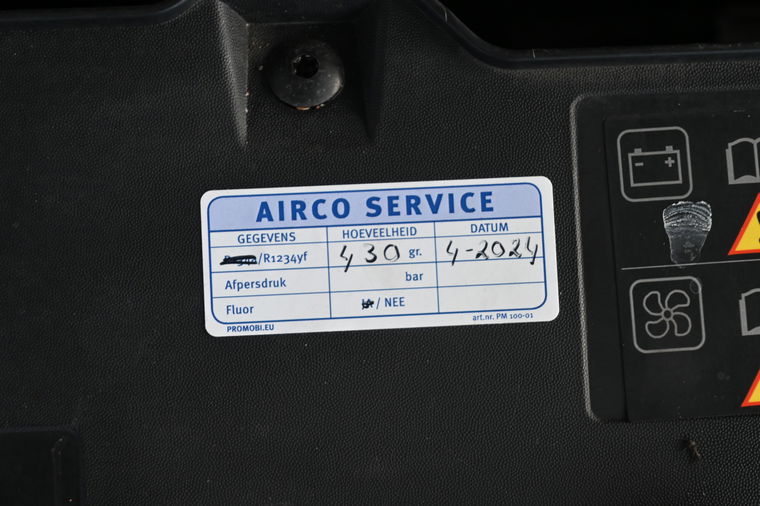 AIRCO SERVICE
GEGEVENS HOEVEELHEID DATUM
/R1234yf 430 gr. 4-2024
Afpersdruk bar
Fluor / NEE
PROMOBI.EU art.nr. PM 100-01